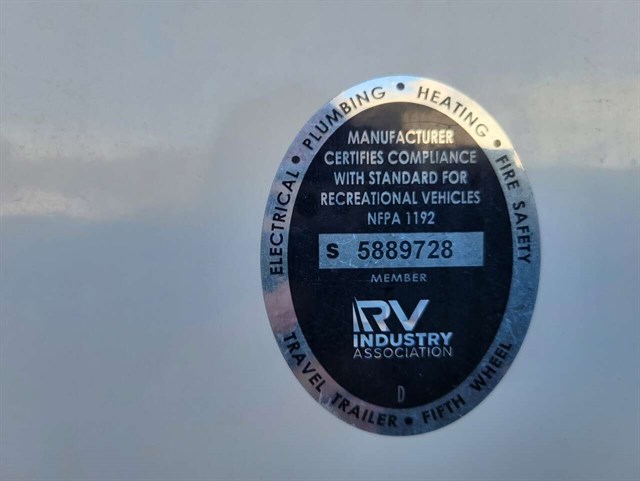 ELECTRICAL • PLUMBING • HEATING • FIRE SAFETY
MANUFACTURER
CERTIFIES COMPLIANCE
WITH STANDARD FOR
RECREATIONAL VEHICLES
NFPA 1192
S 5889728
MEMBER
RV
INDUSTRY
ASSOCIATION
D
TRAVEL TRAILER • FIFTH WHEEL